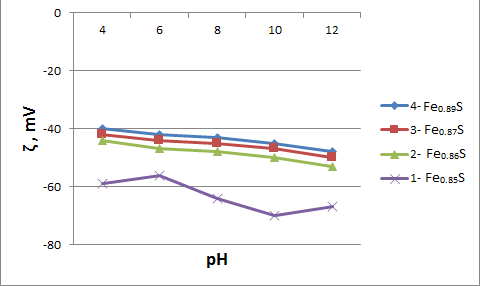 0
4 6 8 10 12
-20
-40
-60
-80
ζ, mV
pH
4- Fe₀.₈₉S
3- Fe₀.₈₇S
2- Fe₀.₈₆S
1- Fe₀.₈₅S